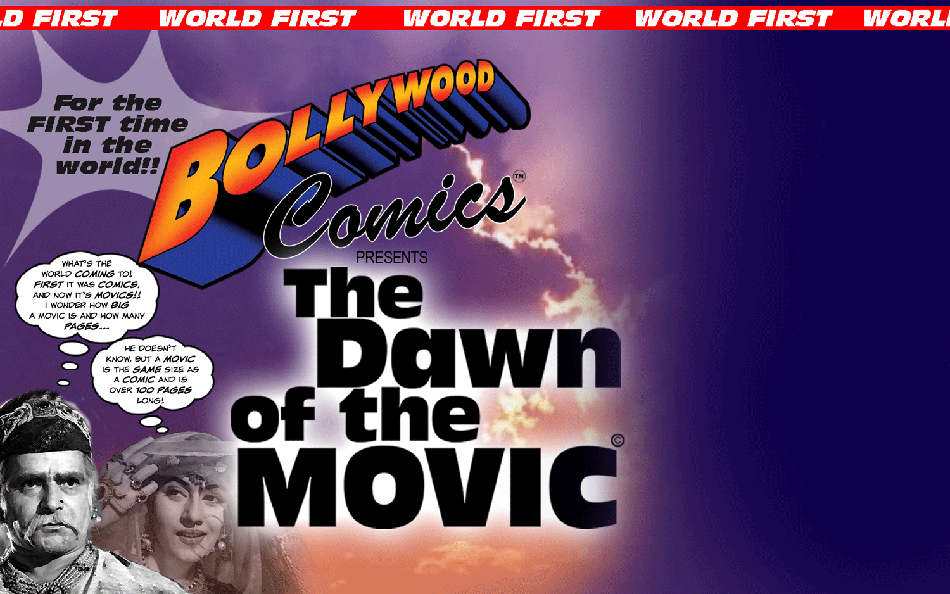 LD FIRST WORLD FIRST WORLD FIRST WORLD FIRST WORL
For the
FIRST time
in the
world!!
BOLLYWOOD
Comics™
PRESENTS
The
Dawn
of the
MOVIC©
WHAT'S THE
WORLD COMING TO!
FIRST IT WAS COMICS,
AND NOW IT'S MOVICS!!
I WONDER HOW BIG
A MOVIC IS AND HOW MANY
PAGES...
HE DOESN'T
KNOW, BUT A MOVIC
IS THE SAME SIZE AS
A COMIC AND IS
OVER 100 PAGES
LONG!